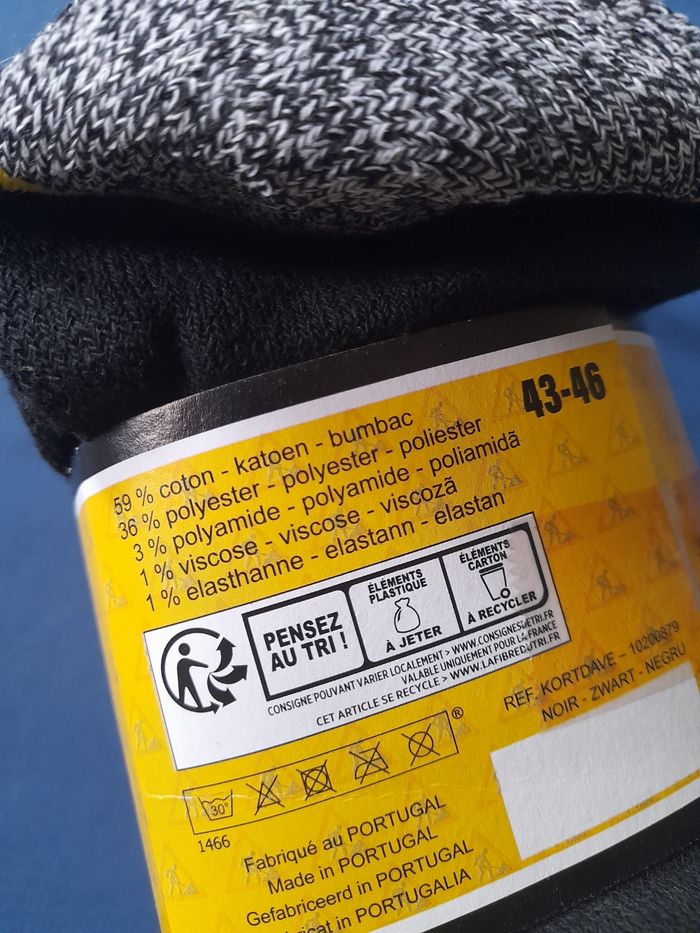 43-46
59 % coton - katoen - bumbac
36 % polyester - polyester - poliester
3 % polyamide - polyamide - poliamidã
1 % viscose - viscose - viscozã
1 % elasthanne - elastann - elastan
PENSEZ
AU TRI !
ÉLÉMENTS
PLASTIQUE
À JETER
ÉLÉMENTS
CARTON
À RECYCLER
CONSIGNE POUVANT VARIER LOCALEMENT > WWW.CONSIGNESDETRI.FR
VALABLE UNIQUEMENT POUR LA FRANCE
CET ARTICLE SE RECYCLE > WWW.LAFIBREDUTRI.FR
REF. KORTDAVE – 10200879
NOIR - ZWART - NEGRU
30°
®
1466
Fabriqué au PORTUGAL
Made in PORTUGAL
Gefabriceerd in PORTUGAL
in PORTUGALIA